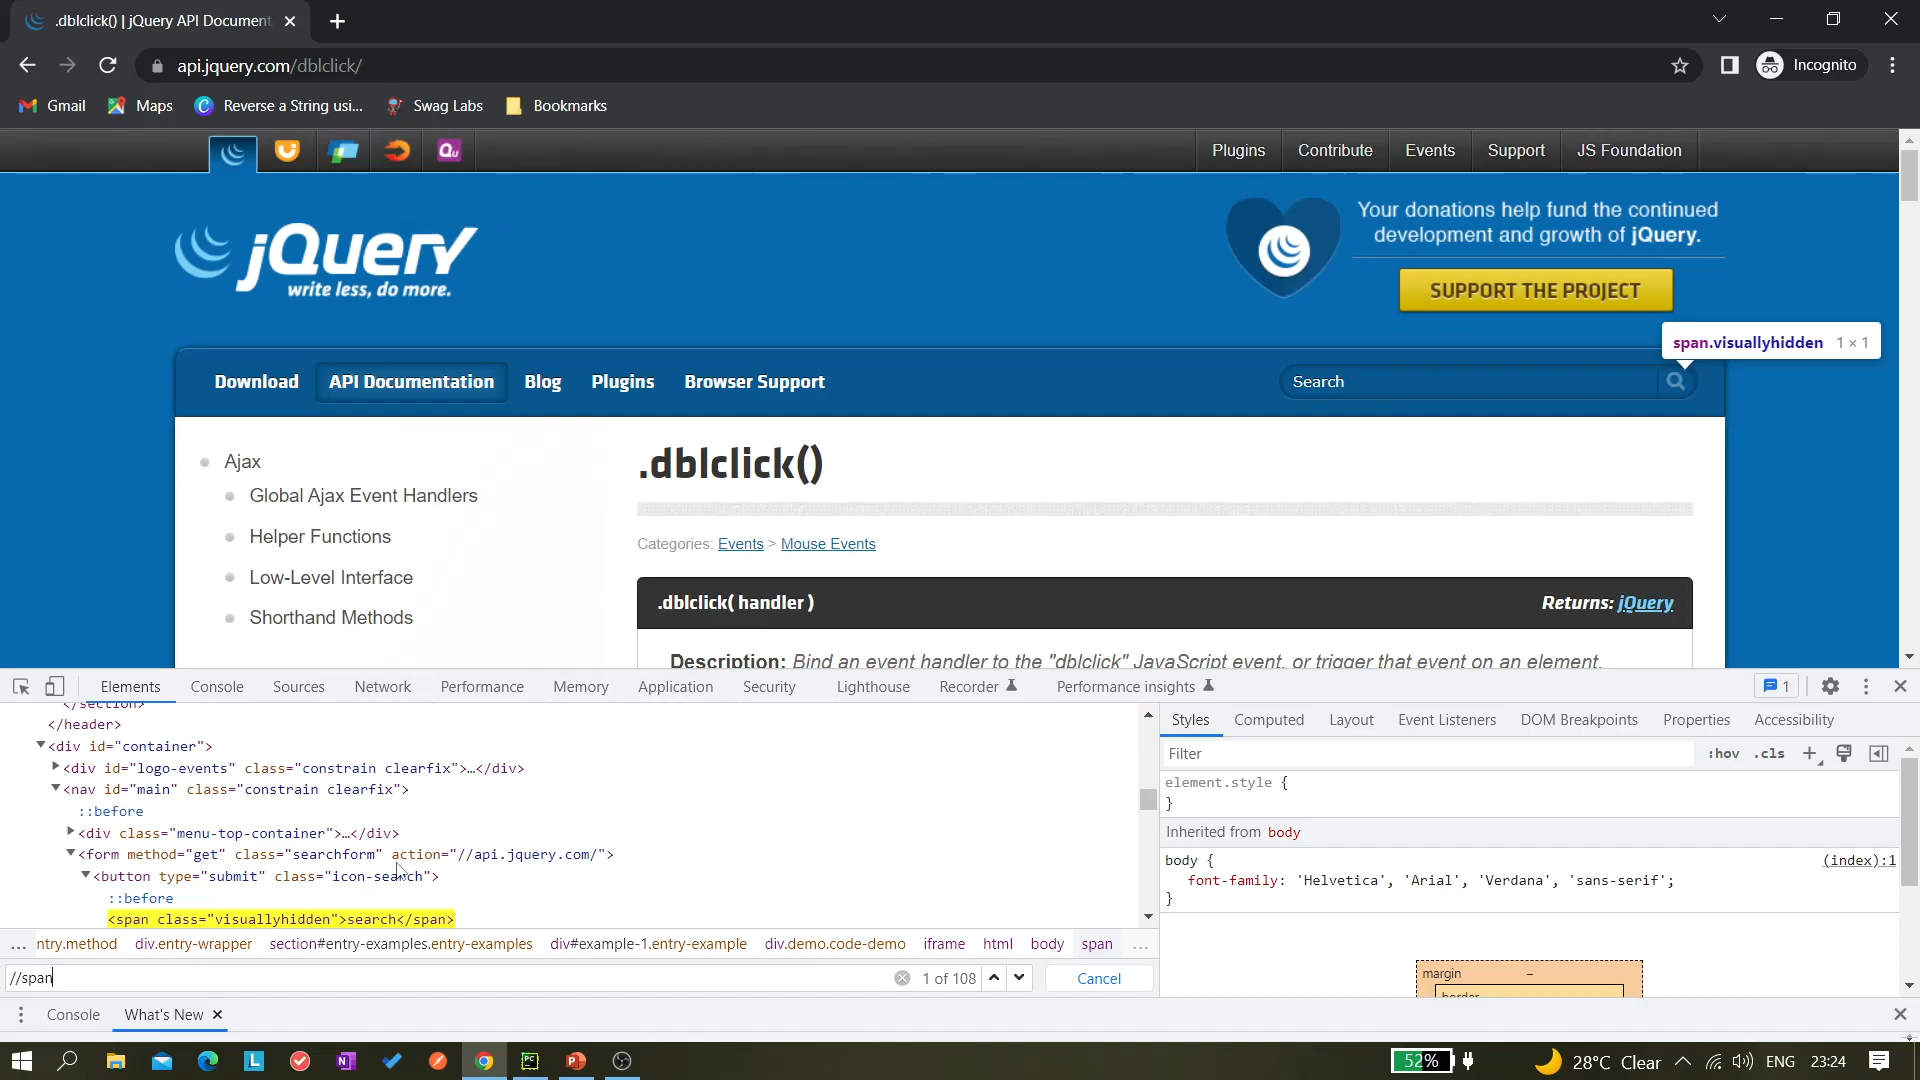 .dblclick() | jQuery API Document
api.jquery.com/dblclick/
Incognito
Gmail Maps Reverse a String usi... Swag Labs Bookmarks
Qu
Plugins Contribute Events Support JS Foundation
jQuery
write less, do more.
Your donations help fund the continued
development and growth of jQuery.
SUPPORT THE PROJECT
span.visuallyhidden 1 × 1
Download API Documentation Blog Plugins Browser Support
Search
Ajax
Global Ajax Event Handlers
Helper Functions
Low-Level Interface
Shorthand Methods
.dblclick()
Categories: Events > Mouse Events
.dblclick( handler ) Returns: jQuery
Description: Bind an event handler to the "dblclick" JavaScript event, or trigger that event on an element.
Elements Console Sources Network Performance Memory Application Security Lighthouse Recorder Performance insights 1
</section>
</header>
<div id="container">
<div id="logo-events" class="constrain clearfix">…</div>
<nav id="main" class="constrain clearfix">
::before
<div class="menu-top-container">…</div>
<form method="get" class="searchform" action="//api.jquery.com/">
<button type="submit" class="icon-search">
::before
<span class="visuallyhidden">search</span>
... ntry.method div.entry-wrapper section#entry-examples.entry-examples div#example-1.entry-example div.demo.code-demo iframe html body span ...
//span 1 of 108 Cancel
Styles Computed Layout Event Listeners DOM Breakpoints Properties Accessibility
Filter :hov .cls
element.style {
}
Inherited from body
body { (index):1
font-family: 'Helvetica', 'Arial', 'Verdana', 'sans-serif';
}
margin –
border
Console What's New
L N PC P
52% 28°C Clear ENG 23:24